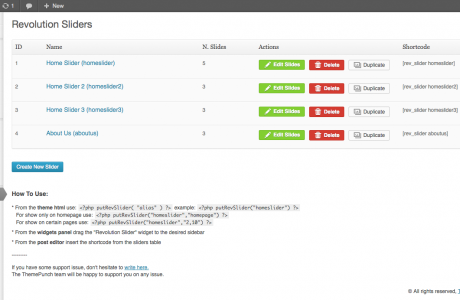 1 + New
Revolution Sliders
ID Name N. Slides Actions Shortcode
1 Home Slider (homeslider) 5 Edit Slides Delete Duplicate [rev_slider homeslider]
2 Home Slider 2 (homeslider2) 3 Edit Slides Delete Duplicate [rev_slider homeslider2]
3 Home Slider 3 (homeslider3) 3 Edit Slides Delete Duplicate [rev_slider homeslider3]
4 About Us (aboutus) 3 Edit Slides Delete Duplicate [rev_slider aboutus]
Create New Slider
How To Use:
* From the theme html use: <?php putRevSlider( "alias" ) ?> example: <?php putRevSlider("homeslider") ?>
For show only on homepage use: <?php putRevSlider("homeslider","homepage") ?>
For show on certain pages use: <?php putRevSlider("homeslider","2,10") ?>
* From the widgets panel drag the "Revolution Slider" widget to the desired sidebar
* From the post editor insert the shortcode from the sliders table
If you have some support issue, don't hesitate to write here.
The ThemePunch team will be happy to support you on any issue.
© All rights reserved,